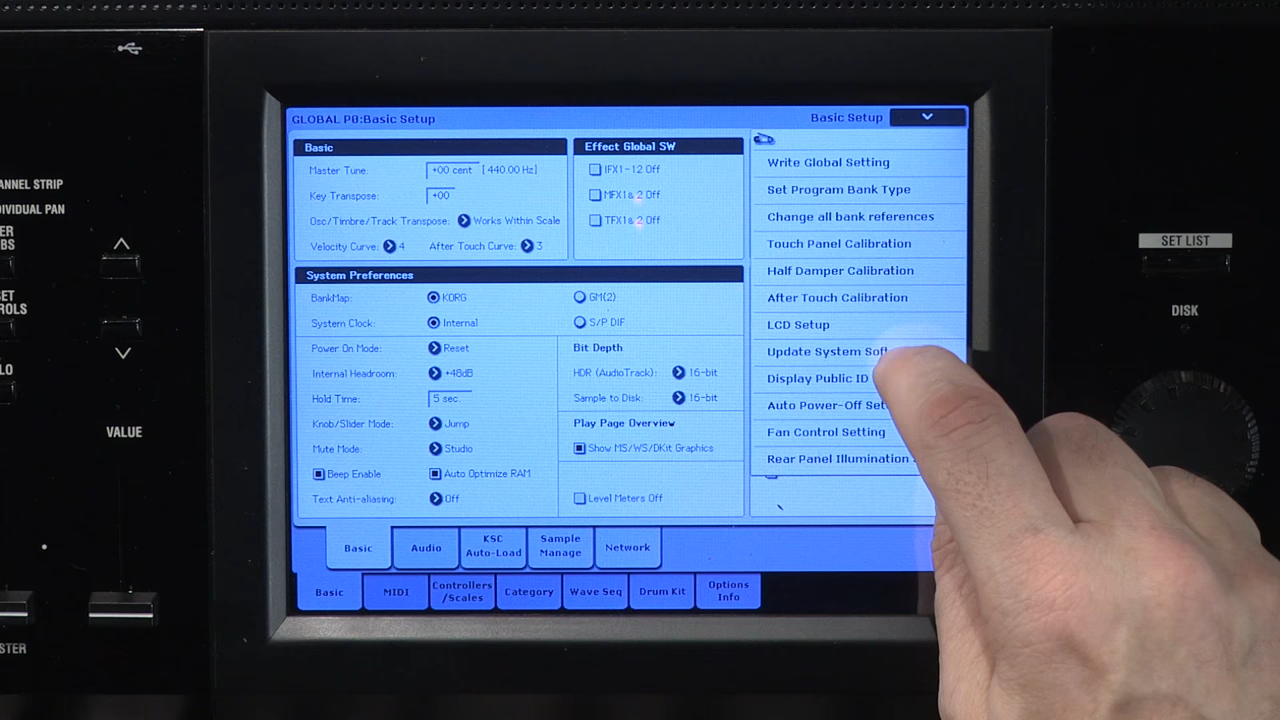 GLOBAL P0:Basic Setup
Basic Setup
Basic
Master Tune: +00 cent [ 440.00 Hz]
Key Transpose: +00
Osc/Timbre/Track Transpose: Works Within Scale
Velocity Curve: 4 After Touch Curve: 3
Effect Global SW
IFX1-12 Off
MFX1& 2 Off
TFX1& 2 Off
Write Global Setting
Set Program Bank Type
Change all bank references
Touch Panel Calibration
Half Damper Calibration
After Touch Calibration
LCD Setup
Update System Sof
Display Public ID
Auto Power-Off Set
Fan Control Setting
Rear Panel Illumination
System Preferences
BankMap: KORG GM(2)
System Clock: Internal S/P DIF
Power On Mode: Reset
Internal Headroom: +48dB
Hold Time: 5 sec.
Knob/Slider Mode: Jump
Mute Mode: Studio
Beep Enable Auto Optimize RAM
Text Anti-aliasing: Off
Bit Depth
HDR (AudioTrack): 16-bit
Sample to Disk: 16-bit
Play Page Overview
Show MS/WS/DKit Graphics
Level Meters Off
Basic
Audio
KSC
Auto-Load
Sample
Manage
Network
Basic
MIDI
Controllers
/Scales
Category
Wave Seq
Drum Kit
Options
Info
ANNEL STRIP
IDIVIDUAL PAN
VALUE
SET LIST
DISK